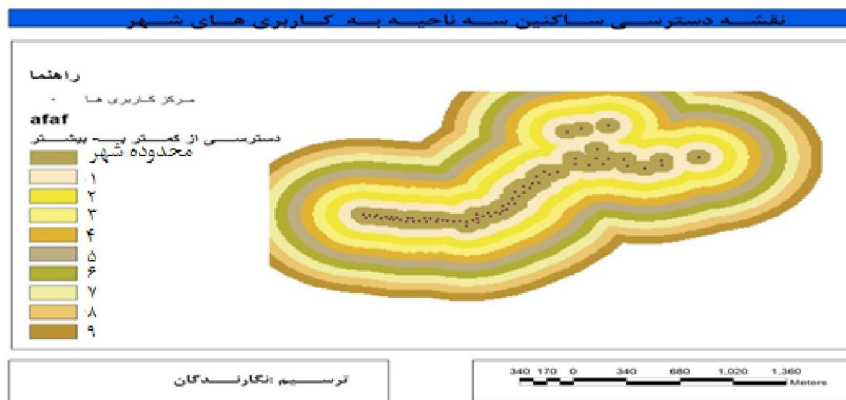 نقشه دسترسی ساکنین سه ناحیه به کاربری های شهر
راهنما
مرکز کاربری ها
afaf
دسترسی از کمتر به بیشتر
محدوده شهر
۱
۲
۳
۴
۵
۶
۷
۸
۹
ترسیم :نگارندگان
340 170 0 340 680 1,020 1,360
Meters